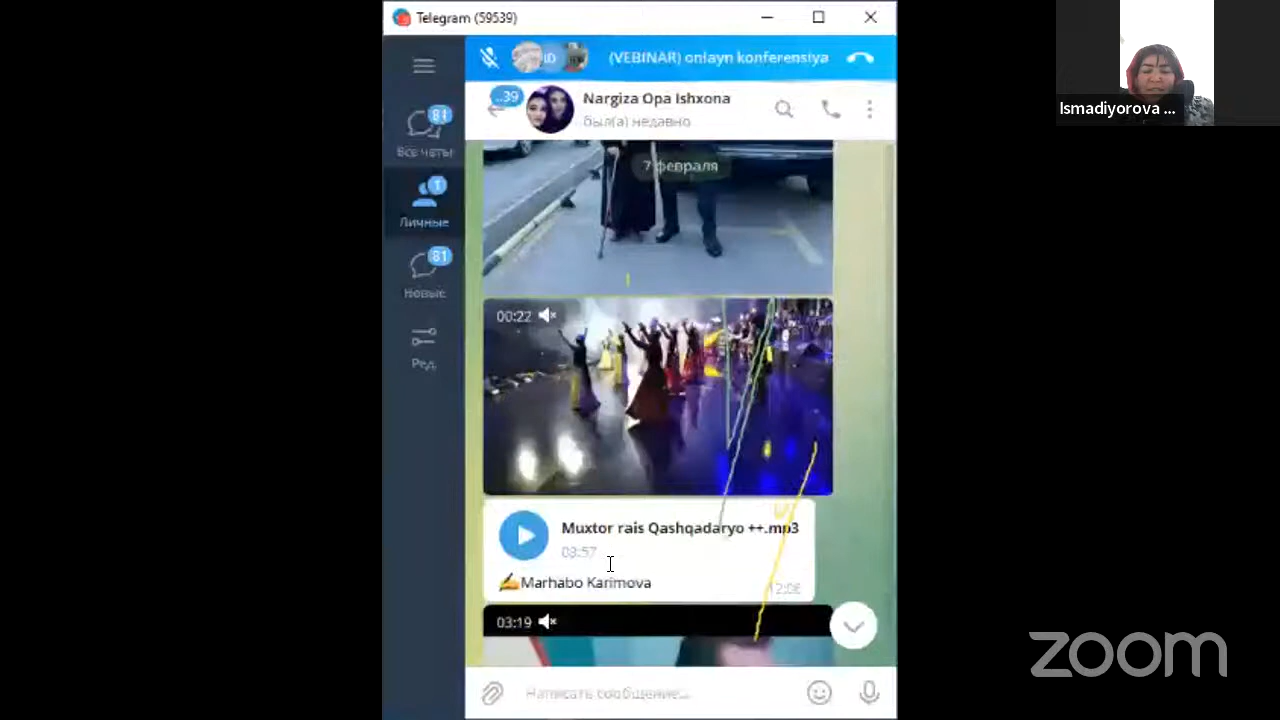 Telegram (59539)
(VEBINAR) onlayn konferensiya
Ismadiyorova ...
..39
Nargiza Opa Ishxona
был(а) недавно
81
Все чаты
1
Личные
81
Новые
Ред.
7 февраля
00:22
Muxtor rais Qashqadaryo ++.mp3
03:57
✍Marhabo Karimova
12:06
03:19
Написать сообщение...
zoom